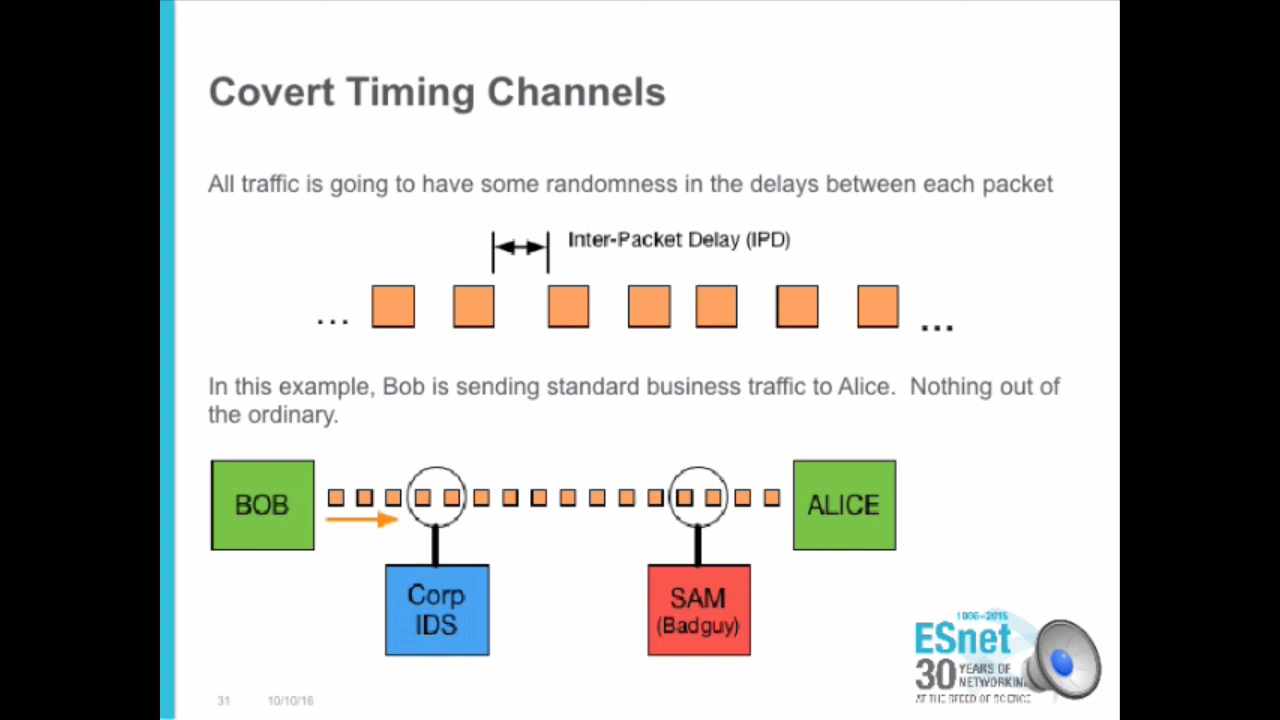 Covert Timing Channels
All traffic is going to have some randomness in the delays between each packet
Inter-Packet Delay (IPD)
... ...
In this example, Bob is sending standard business traffic to Alice.  Nothing out of
the ordinary.
BOB
ALICE
Corp
IDS
SAM
(Badguy)
ESnet
30
YEARS OF
NETWORKING
AT THE SPEED OF SCIENCE
31
10/10/16